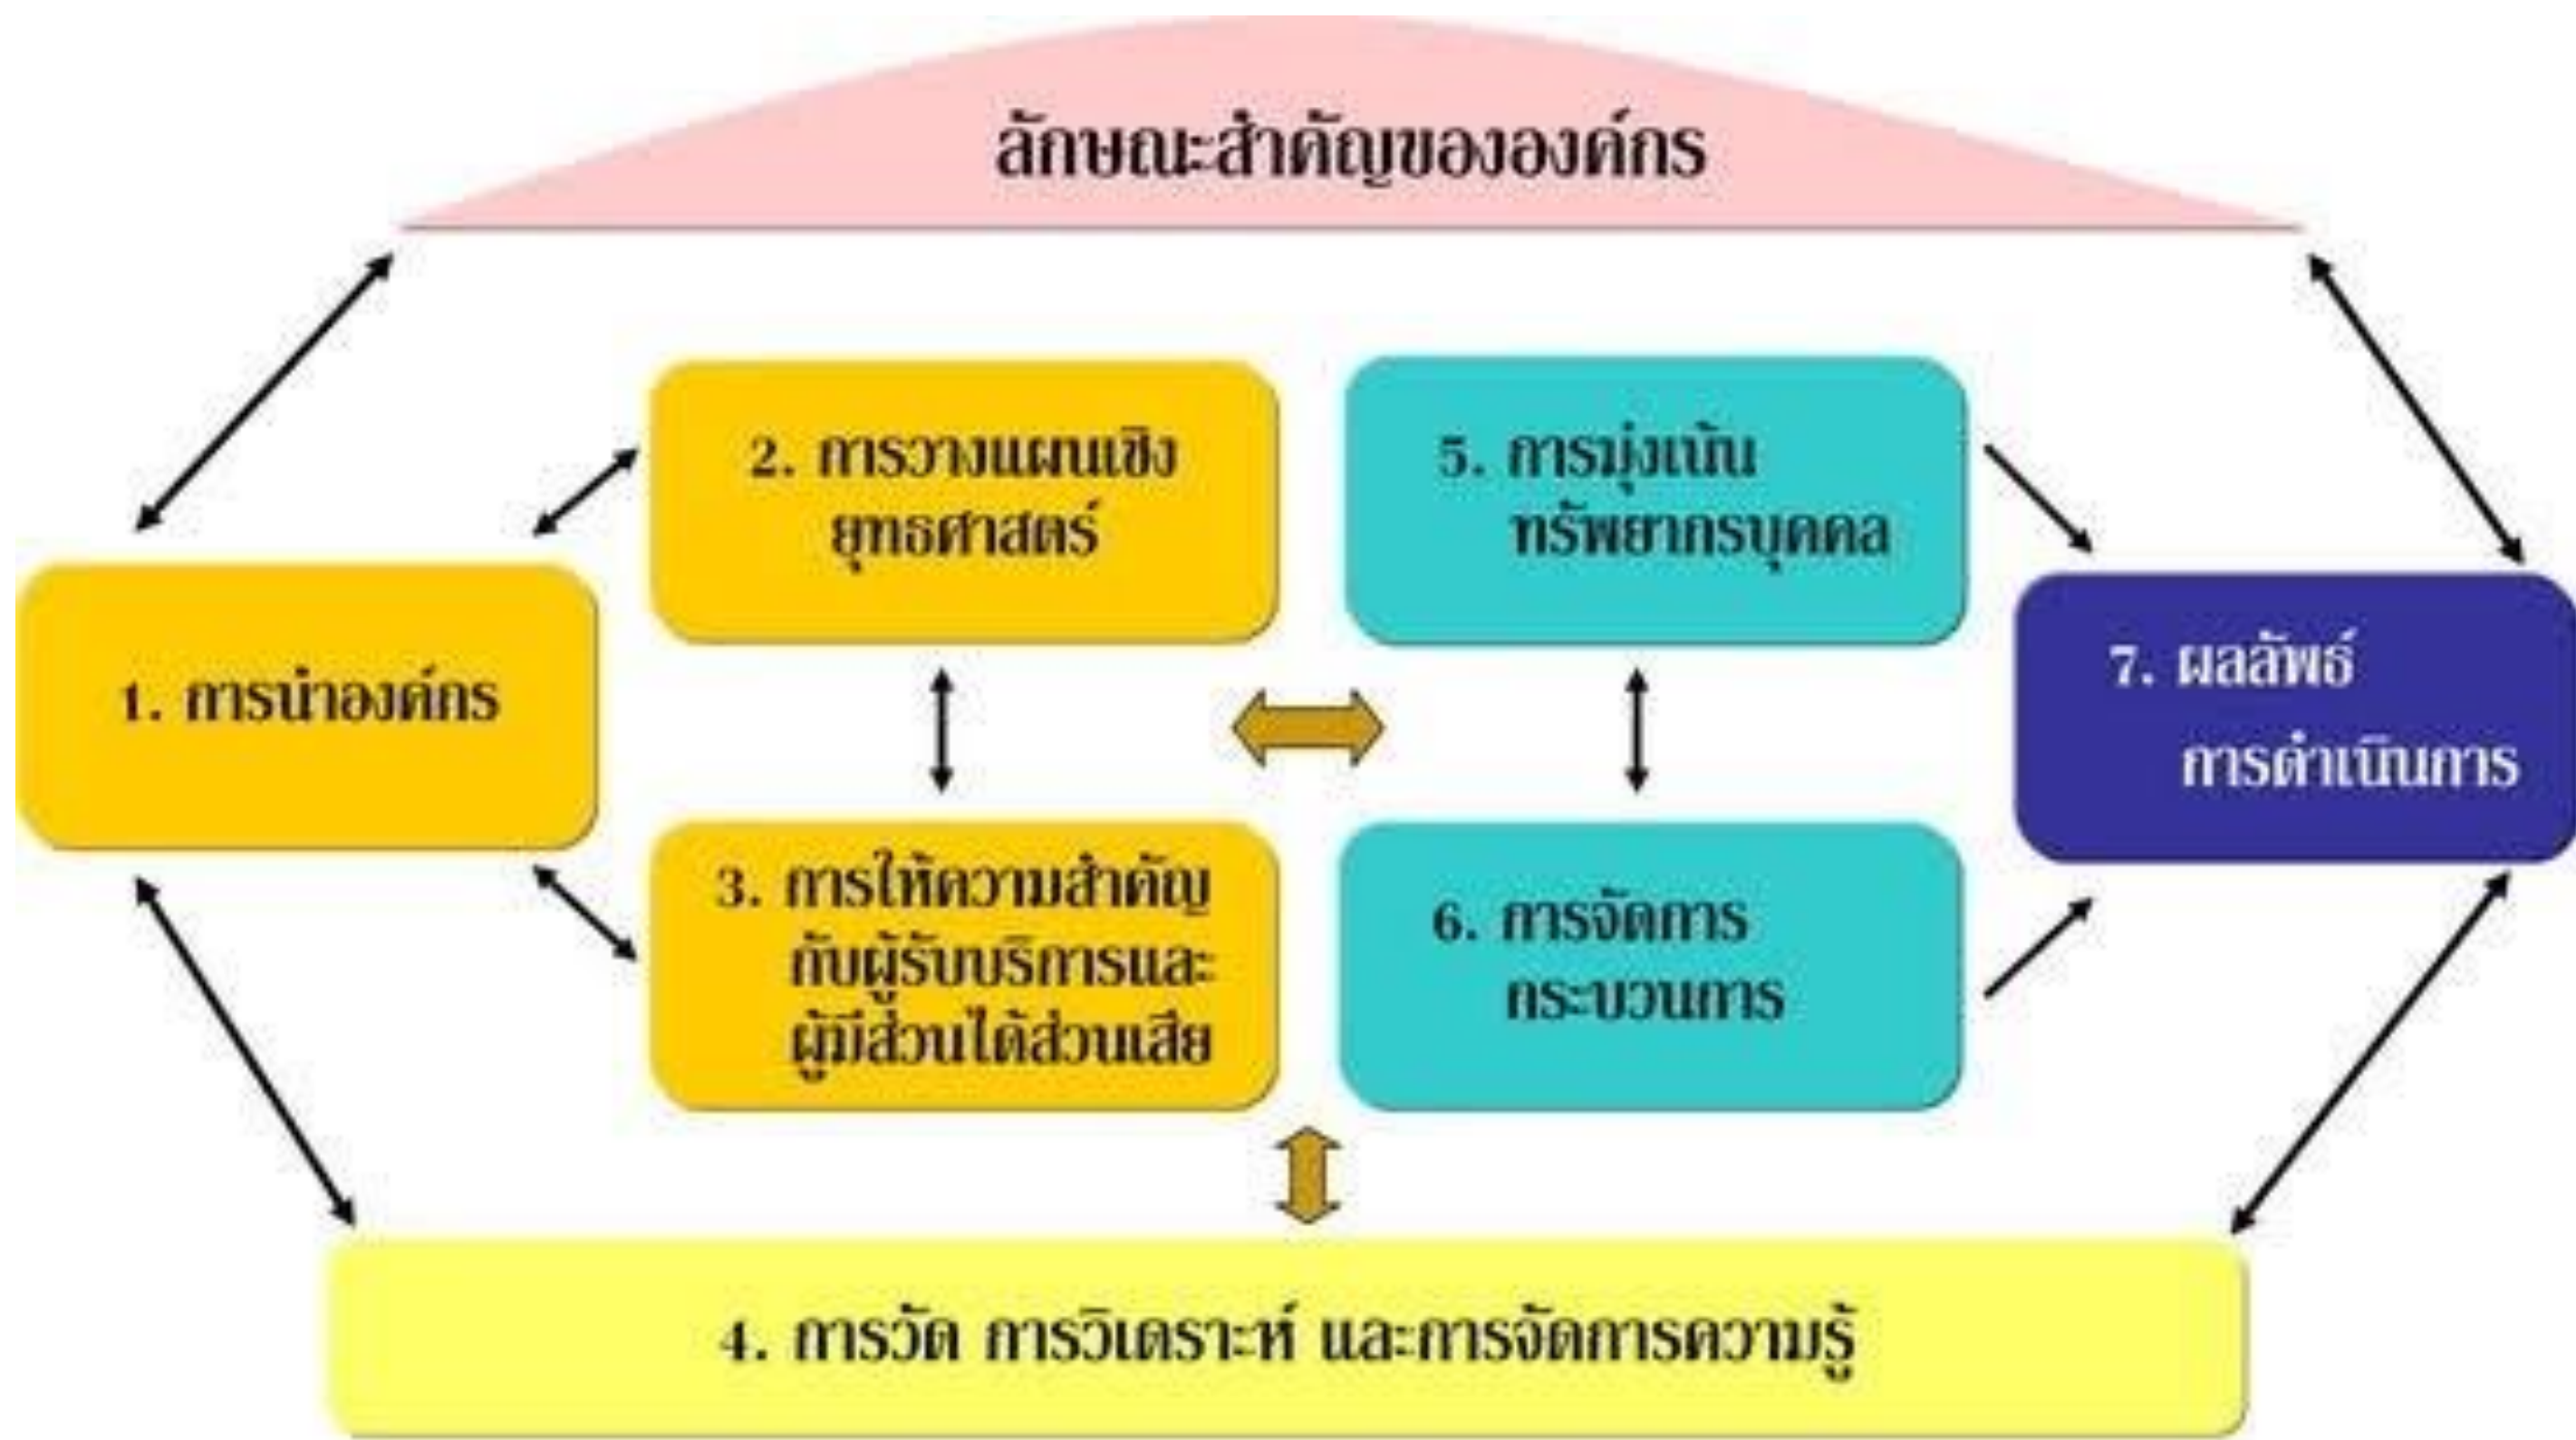 ลักษณะสำคัญขององค์กร
1. การนำองค์กร
2. การวางแผนเชิง
ยุทธศาสตร์
3. การให้ความสำคัญ
กับผู้รับบริการและ
ผู้มีส่วนได้ส่วนเสีย
5. การมุ่งเน้น
ทรัพยากรบุคคล
6. การจัดการ
กระบวนการ
7. ผลลัพธ์
การดำเนินการ
4. การวัด การวิเคราะห์ และการจัดการความรู้